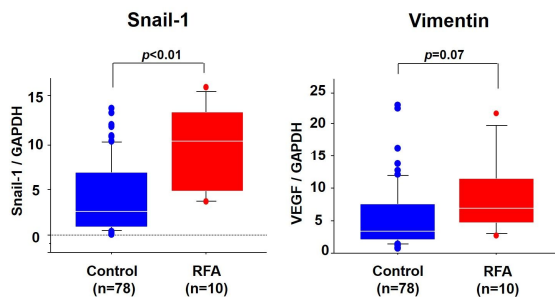 Snail-1
Vimentin
p<0.01
p=0.07
Snail-1 / GAPDH
15
10
5
0
VEGF / GAPDH
25
20
15
10
5
0
Control
(n=78)
RFA
(n=10)
Control
(n=78)
RFA
(n=10)